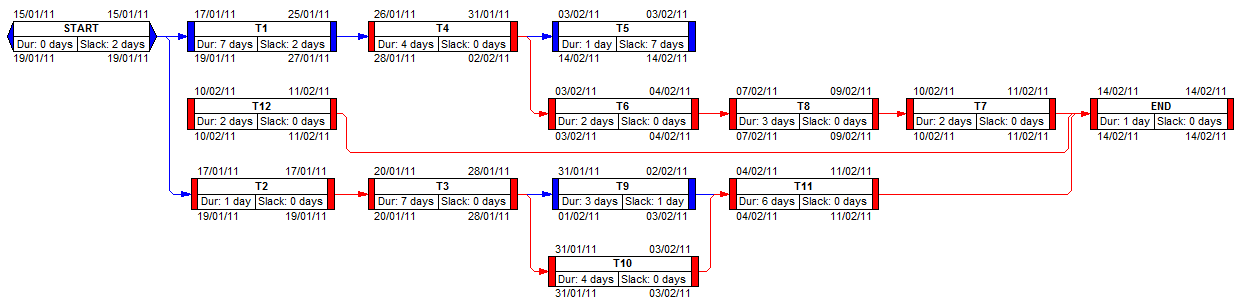 15/01/11 15/01/11
START
Dur: 0 days Slack: 2 days
19/01/11 19/01/11
17/01/11 25/01/11
T1
Dur: 7 days Slack: 2 days
19/01/11 27/01/11
26/01/11 31/01/11
T4
Dur: 4 days Slack: 0 days
28/01/11 02/02/11
03/02/11 03/02/11
T5
Dur: 1 day Slack: 7 days
14/02/11 14/02/11
10/02/11 11/02/11
T12
Dur: 2 days Slack: 0 days
10/02/11 11/02/11
03/02/11 04/02/11
T6
Dur: 2 days Slack: 0 days
03/02/11 04/02/11
07/02/11 09/02/11
T8
Dur: 3 days Slack: 0 days
07/02/11 09/02/11
10/02/11 11/02/11
T7
Dur: 2 days Slack: 0 days
10/02/11 11/02/11
14/02/11 14/02/11
END
Dur: 1 day Slack: 0 days
14/02/11 14/02/11
17/01/11 17/01/11
T2
Dur: 1 day Slack: 0 days
19/01/11 19/01/11
20/01/11 28/01/11
T3
Dur: 7 days Slack: 0 days
20/01/11 28/01/11
31/01/11 02/02/11
T9
Dur: 3 days Slack: 1 day
01/02/11 03/02/11
04/02/11 11/02/11
T11
Dur: 6 days Slack: 0 days
04/02/11 11/02/11
31/01/11 03/02/11
T10
Dur: 4 days Slack: 0 days
31/01/11 03/02/11